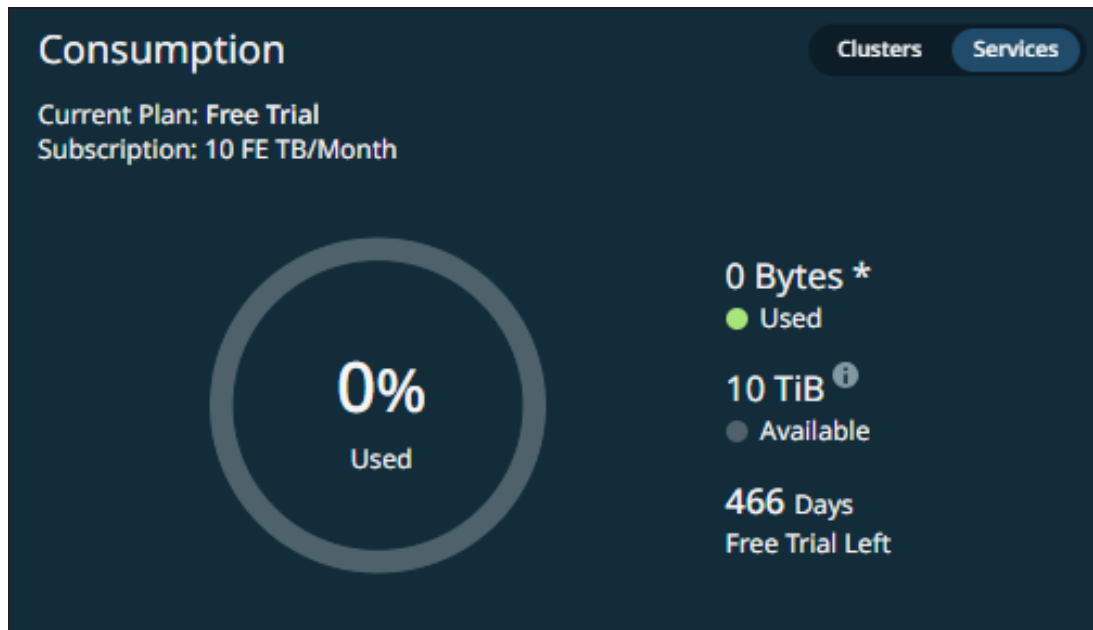 Consumption
Clusters
Services
Current Plan: Free Trial
Subscription: 10 FE TB/Month
0%
Used
0 Bytes *
Used
10 TiB
Available
466 Days
Free Trial Left